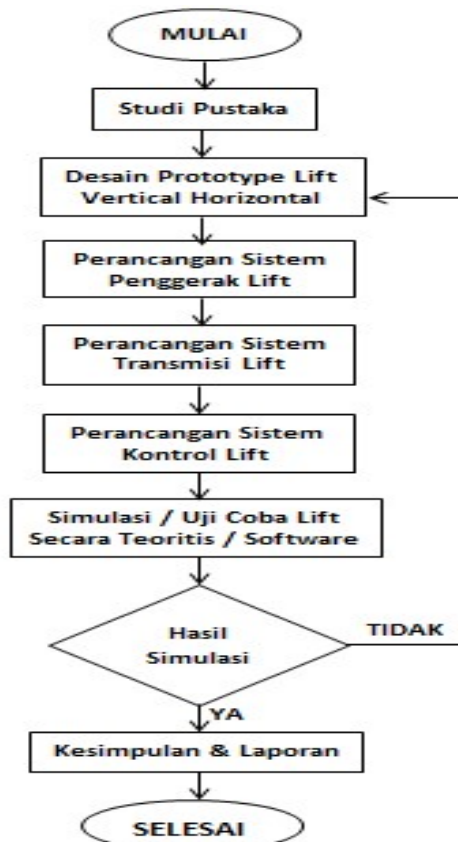 MULAI
Studi Pustaka
Desain Prototype Lift
Vertical Horizontal
Perancangan Sistem
Penggerak Lift
Perancangan Sistem
Transmisi Lift
Perancangan Sistem
Kontrol Lift
Simulasi / Uji Coba Lift
Secara Teoritis / Software
Hasil
Simulasi
TIDAK
YA
Kesimpulan & Laporan
SELESAI